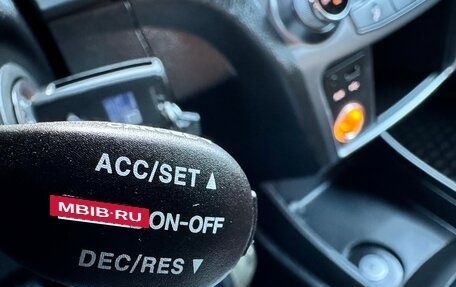 ACC/SET ▲
MBIB.RU ON-OFF
DEC/RES ▼